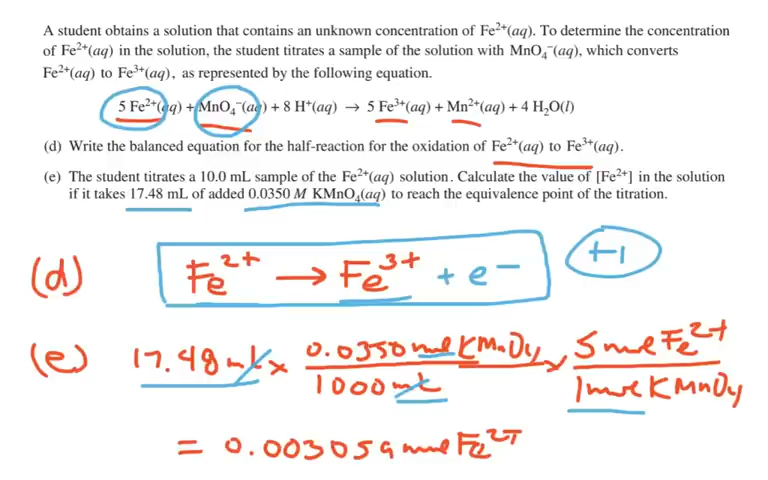 A student obtains a solution that contains an unknown concentration of Fe²⁺(aq). To determine the concentration
of Fe²⁺(aq) in the solution, the student titrates a sample of the solution with MnO₄⁻(aq), which converts
Fe²⁺(aq) to Fe³⁺(aq), as represented by the following equation.
5 Fe²⁺(aq) + MnO₄⁻(aq) + 8 H⁺(aq) → 5 Fe³⁺(aq) + Mn²⁺(aq) + 4 H₂O(l)
(d) Write the balanced equation for the half-reaction for the oxidation of Fe²⁺(aq) to Fe³⁺(aq).
(e) The student titrates a 10.0 mL sample of the Fe²⁺(aq) solution. Calculate the value of [Fe²⁺] in the solution
if it takes 17.48 mL of added 0.0350 M KMnO₄(aq) to reach the equivalence point of the titration.
(d) Fe²⁺ → Fe³⁺ + e⁻ +1
(e) 17.48 mL × 0.0350 mol KMnO₄ / 1000 mL × 5 mol Fe²⁺ / 1 mol KMnO₄
= 0.003059 mol Fe²⁺